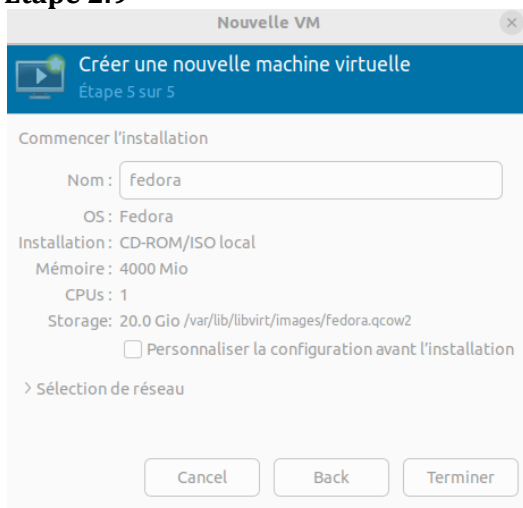 Etape 2.9
Nouvelle VM
Créer une nouvelle machine virtuelle
Étape 5 sur 5
Commencer l'installation
Nom : fedora
OS : Fedora
Installation : CD-ROM/ISO local
Mémoire : 4000 Mio
CPUs : 1
Storage: 20.0 Gio /var/lib/libvirt/images/fedora.qcow2
Personnaliser la configuration avant l'installation
> Sélection de réseau
Cancel Back Terminer